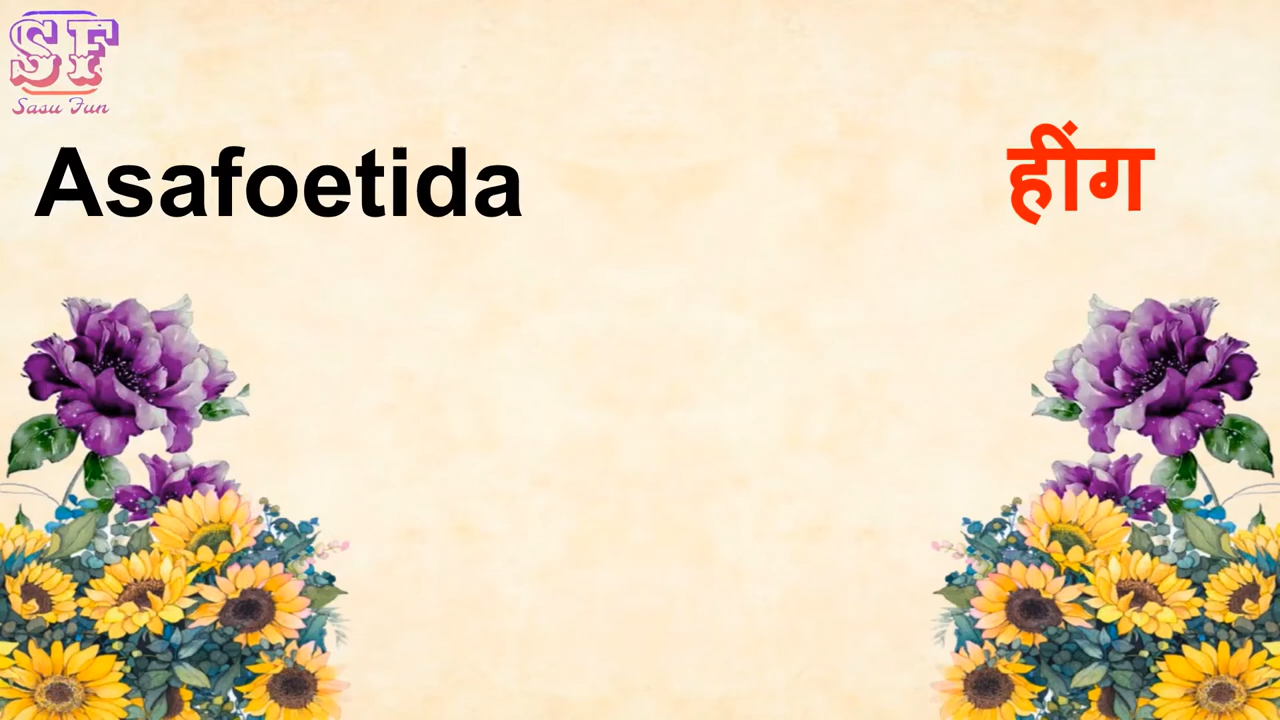 SF
Sasu Fun
Asafoetida
हींग